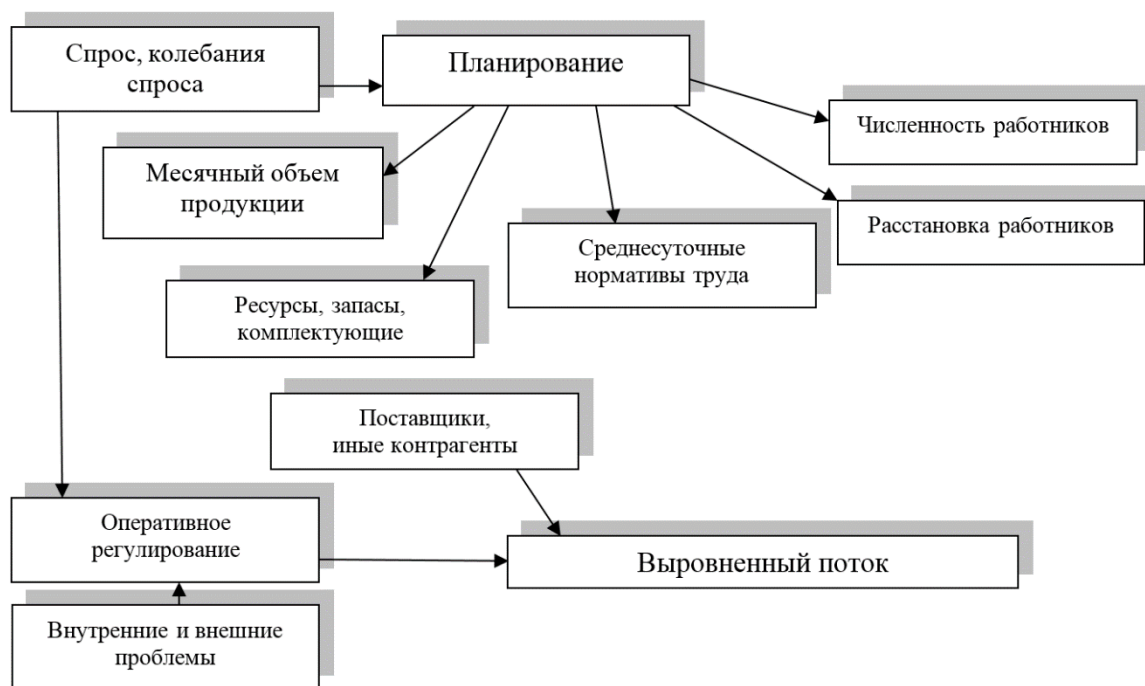 Спрос, колебания
спроса
Планирование
Численность работников
Месячный объем
продукции
Расстановка работников
Среднесуточные
нормативы труда
Ресурсы, запасы,
комплектующие
Поставщики,
иные контрагенты
Оперативное
регулирование
Выровненный поток
Внутренние и внешние
проблемы